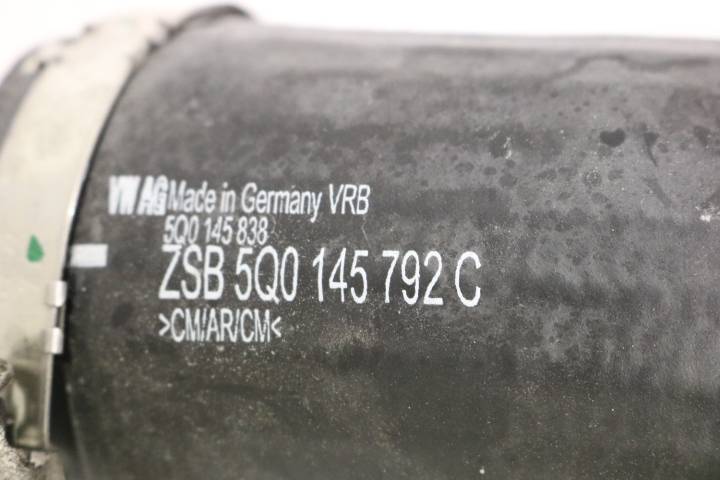 VW AG Made in Germany VRB
5Q0 145 838
ZSB 5Q0 145 792 C
>CM/AR/CM<